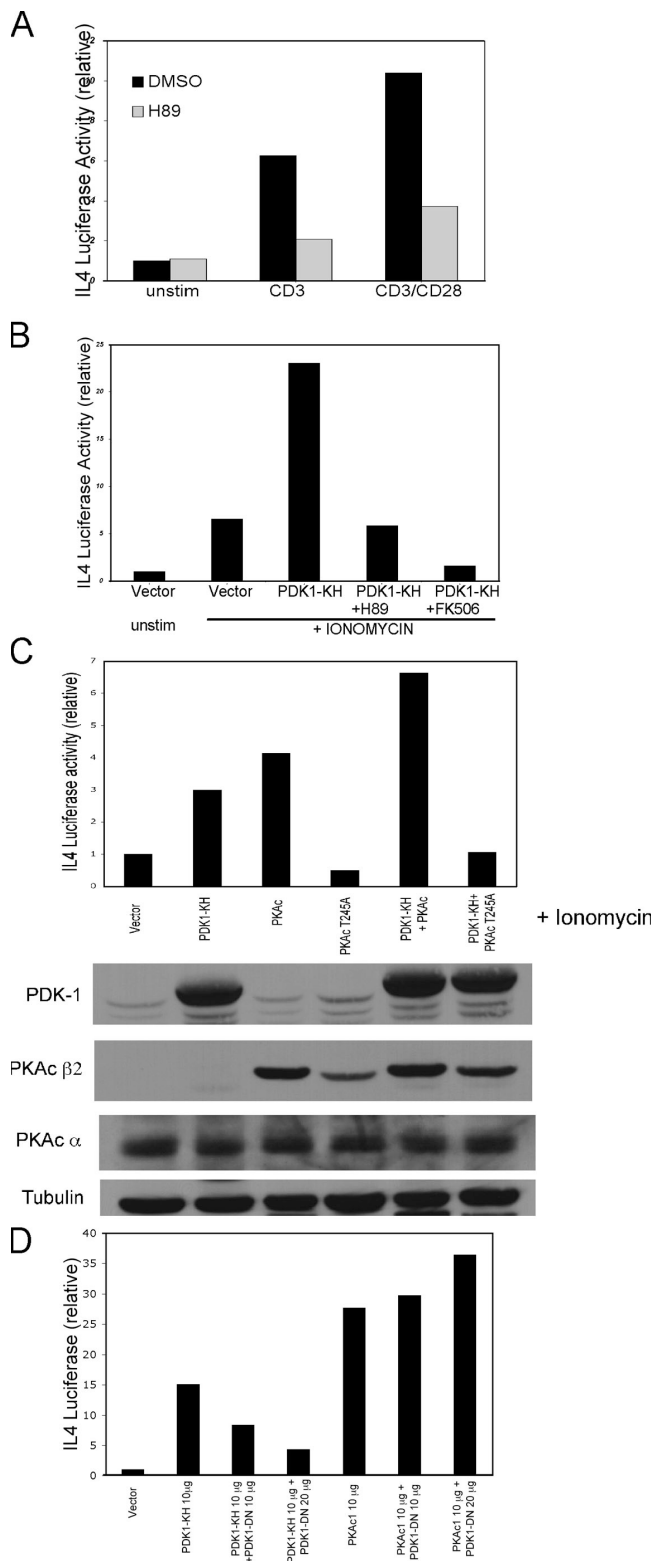 A
IL4 Luciferase Activity (relative)
DMSO
H89
6
2
0
unstim CD3 CD3/CD28
B
IL4 Luciferase Activity (relative)
25
20
15
10
5
0
Vector Vector PDK1-KH PDK1-KH PDK1-KH
+H89 +FK506
unstim + IONOMYCIN
C
IL4 Luciferase activity (relative)
7
6
5
4
3
2
1
0
Vector
PDK1-KH
PKAc
PKAc T245A
PDK1-KH
+ PKAc
PDK1-KH+
PKAc T245A
+ Ionomycin
PDK-1
PKAc β2
PKAc α
Tubulin
D
IL4 Luciferase (relative)
40
35
30
25
20
15
10
5
0
Vector
PDK1-KH 10µg
PDK1-KH 10 µg
+PDK1-DN 10 µg
PDK1-KH 10 µg +
PDK1-DN 20 µg
PKAc1 10 µg
PKAc1 10 µg +
PDK1-DN 10 µg
PKAc1 10 µg +
PDK1-DN 20 µg